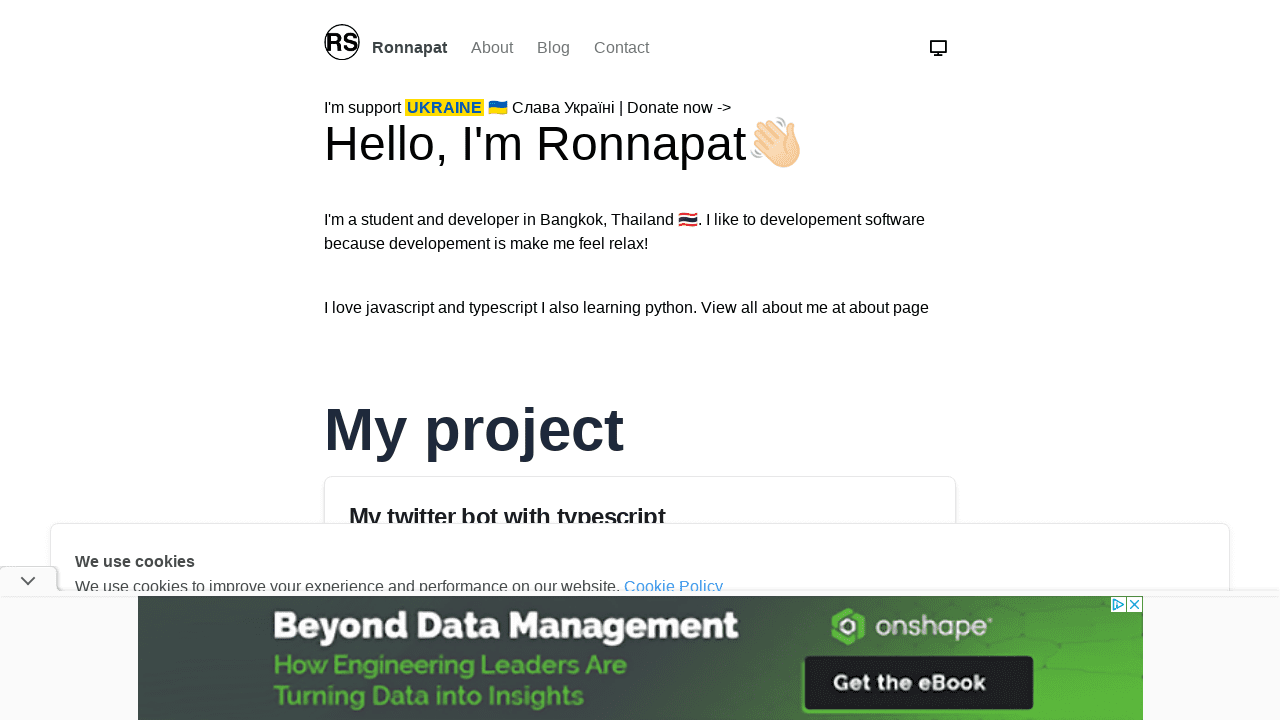 RS Ronnapat About Blog Contact
I'm support UKRAINE 🇺🇦 Слава Україні | Donate now ->
Hello, I'm Ronnapat👋🏻
I'm a student and developer in Bangkok, Thailand 🇹🇭. I like to developement software
because developement is make me feel relax!
I love javascript and typescript I also learning python. View all about me at about page
My project
My twitter bot with typescript
We use cookies
We use cookies to improve your experience and performance on our website. Cookie Policy
Beyond Data Management
How Engineering Leaders Are
Turning Data into Insights
onshape
Get the eBook